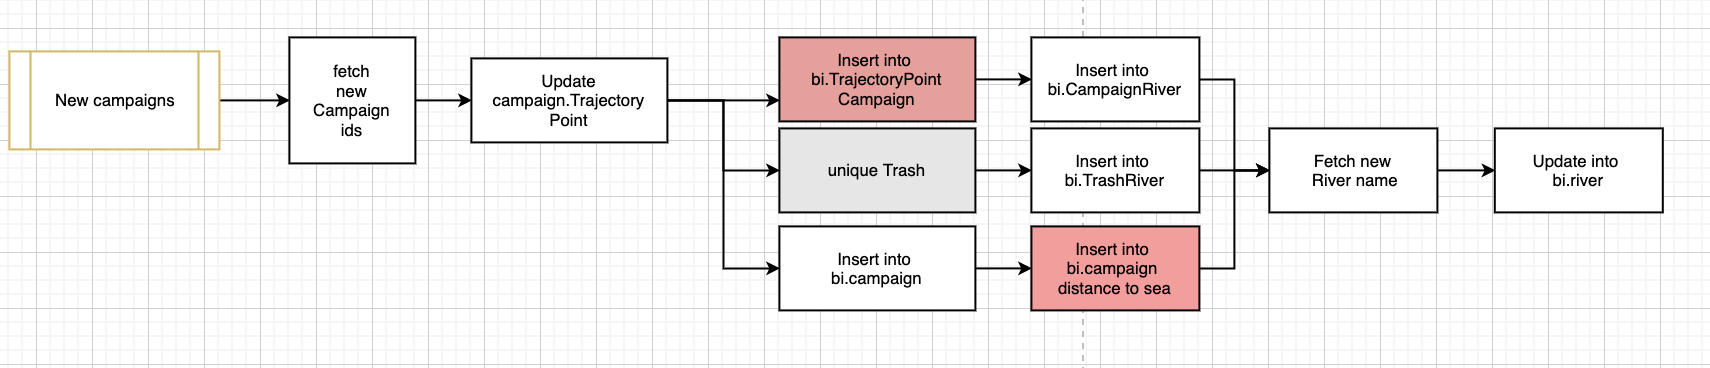 New campaigns
fetch
new
Campaign
ids
Update
campaign.Trajectory
Point
Insert into
bi.TrajectoryPoint
Campaign
Insert into
bi.CampaignRiver
unique Trash
Insert into
bi.TrashRiver
Insert into
bi.campaign
Insert into
bi.campaign
distance to sea
Fetch new
River name
Update into
bi.river